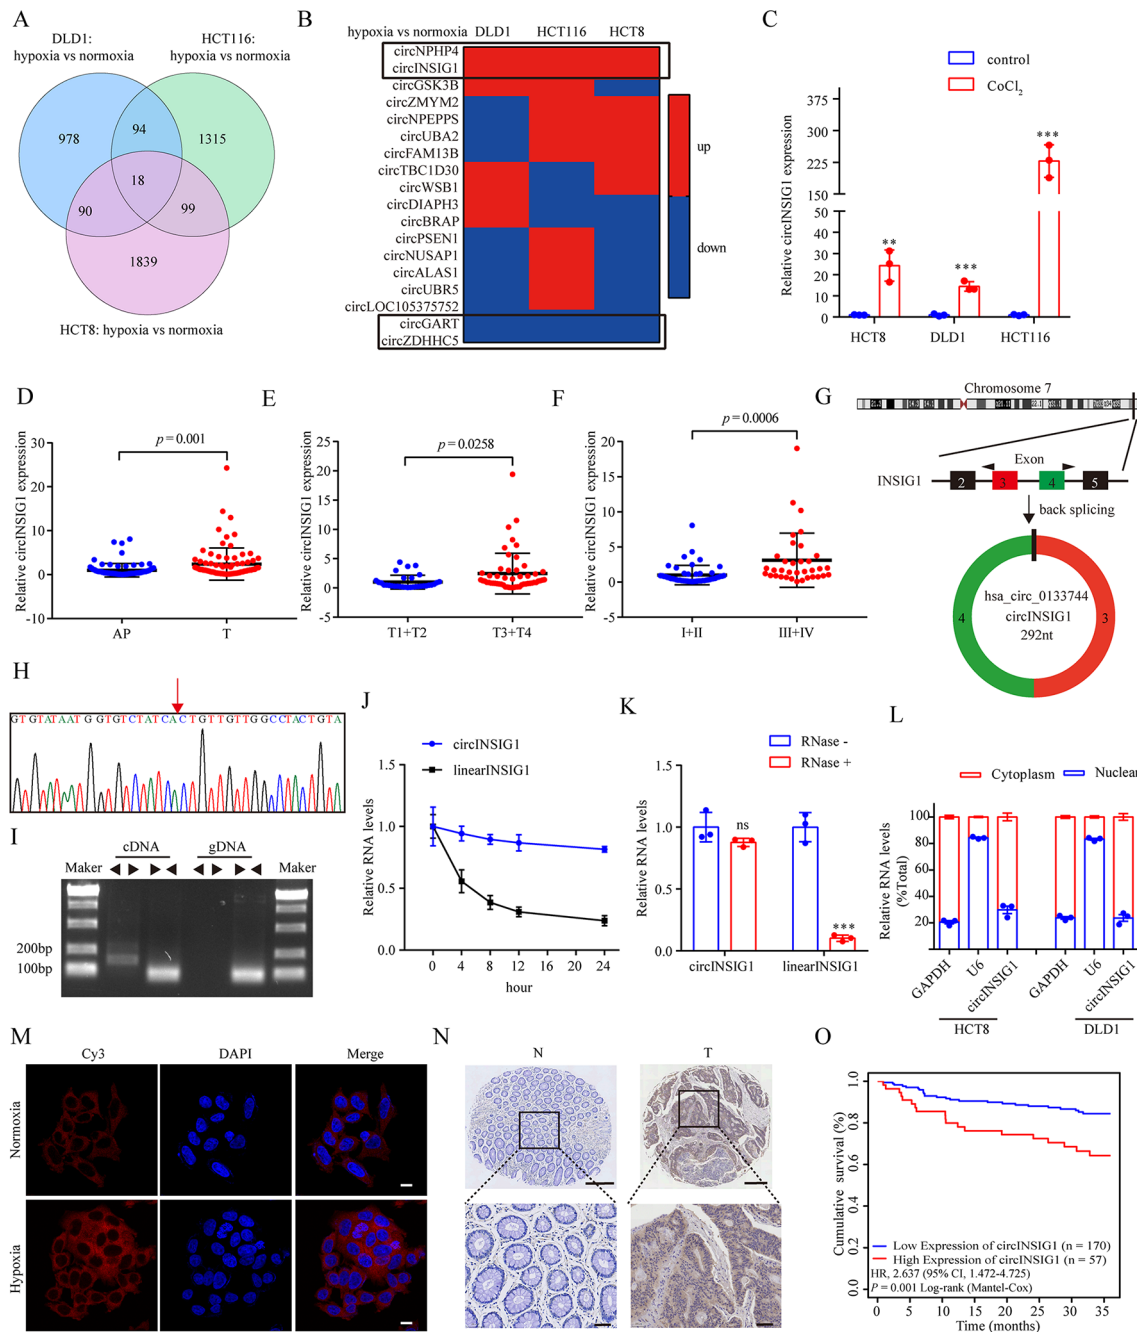 A
DLD1:
hypoxia vs normoxia
HCT116:
hypoxia vs normoxia
978
94
1315
18
90
99
1839
HCT8: hypoxia vs normoxia
B
hypoxia vs normoxia DLD1 HCT116 HCT8
circNPHP4
circINSIG1
circGSK3B
circZMYM2
circNPEPPS
circUBA2
circFAM13B
circTBC1D30
circWSB1
circDIAPH3
circBRAP
circPSEN1
circNUSAP1
circALAS1
circUBR5
circLOC105375752
circGART
circZDHHC5
up
down
C
control
CoCl2
Relative circINSIG1 expression
375
300
225
150
40
30
20
10
0
**
***
***
HCT8 DLD1 HCT116
D
Relative circINSIG1 expression
30
20
10
0
-10
p = 0.001
AP T
E
Relative circINSIG1 expression
25
20
15
10
5
0
-5
p = 0.0258
T1+T2 T3+T4
F
Relative circINSIG1 expression
20
15
10
5
0
-5
p = 0.0006
I+II III+IV
G
Chromosome 7
INSIG1
Exon
2 3 4 5
back splicing
hsa_circ_0133744
circINSIG1
292nt
4
3
H
GTGTATAATGGTGTCTATCACTGTTGTTGGCCTACTGTA
I
cDNA gDNA
Maker Maker
200bp
100bp
J
circINSIG1
linearINSIG1
Relative RNA levels
1.5
1.0
0.5
0.0
0 4 8 12 16 20 24
hour
K
RNase -
RNase +
Relative RNA levels
1.5
1.0
0.5
0.0
ns
***
circINSIG1 linearINSIG1
L
Cytoplasm Nuclear
Relative RNA levels
(%Total)
100
80
60
40
20
0
GAPDH U6 circINSIG1 GAPDH U6 circINSIG1
HCT8 DLD1
M
Cy3 DAPI Merge
Normoxia
Hypoxia
N
N T
O
Cumulative survival (%)
1.0
0.8
0.6
0.4
0.2
0.0
Low Expression of circINSIG1 (n = 170)
High Expression of circINSIG1 (n = 57)
HR, 2.637 (95% CI, 1.472-4.725)
P = 0.001 Log-rank (Mantel-Cox)
0 5 10 15 20 25 30 35
Time (months)